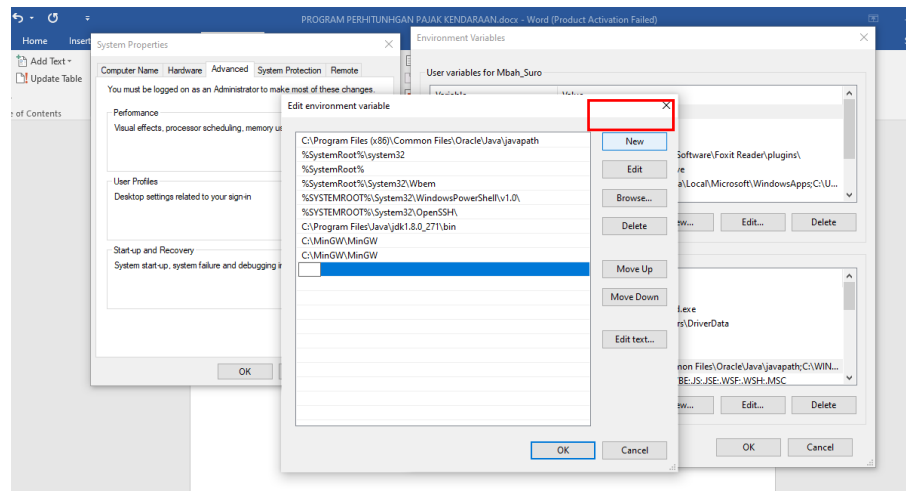 PROGRAM PERHITUNHGAN PAJAK KENDARAAN.docx - Word (Product Activation Failed)
Home Insert
Add Text
Update Table
of Contents
System Properties
Computer Name Hardware Advanced System Protection Remote
You must be logged on as an Administrator to make most of these changes.
Performance
Visual effects, processor scheduling, memory us
User Profiles
Desktop settings related to your sign-in
Start-up and Recovery
System start-up, system failure and debugging i
OK
Environment Variables
User variables for Mbah_Suro
Variable Value
Software\Foxit Reader\plugins\
ve
a\Local\Microsoft\WindowsApps;C:\U...
ew... Edit... Delete
d.exe
rs\DriverData
mon Files\Oracle\Java\javapath;C:\WIN...
BE;.JS;.JSE;.WSF;.WSH;.MSC
ew... Edit... Delete
OK Cancel
Edit environment variable
C:\Program Files (x86)\Common Files\Oracle\Java\javapath
%SystemRoot%\system32
%SystemRoot%
%SystemRoot%\System32\Wbem
%SYSTEMROOT%\System32\WindowsPowerShell\v1.0\
%SYSTEMROOT%\System32\OpenSSH\
C:\Program Files\Java\jdk1.8.0_271\bin
C:\MinGW\MinGW
C:\MinGW\MinGW
New
Edit
Browse...
Delete
Move Up
Move Down
Edit text...
OK Cancel